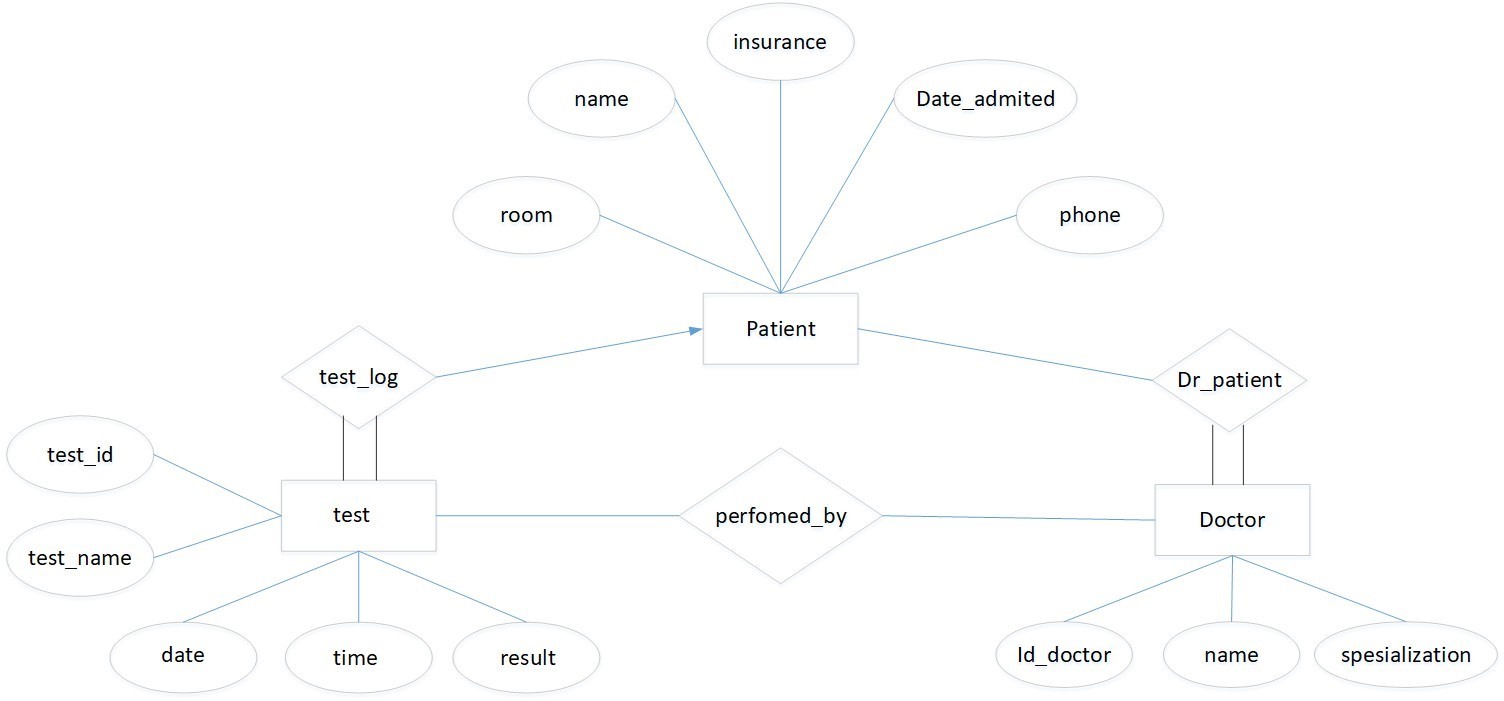 insurance
name
Date_admited
room
phone
Patient
test_log
Dr_patient
test_id
test
perfomed_by
Doctor
test_name
date
time
result
Id_doctor
name
spesialization